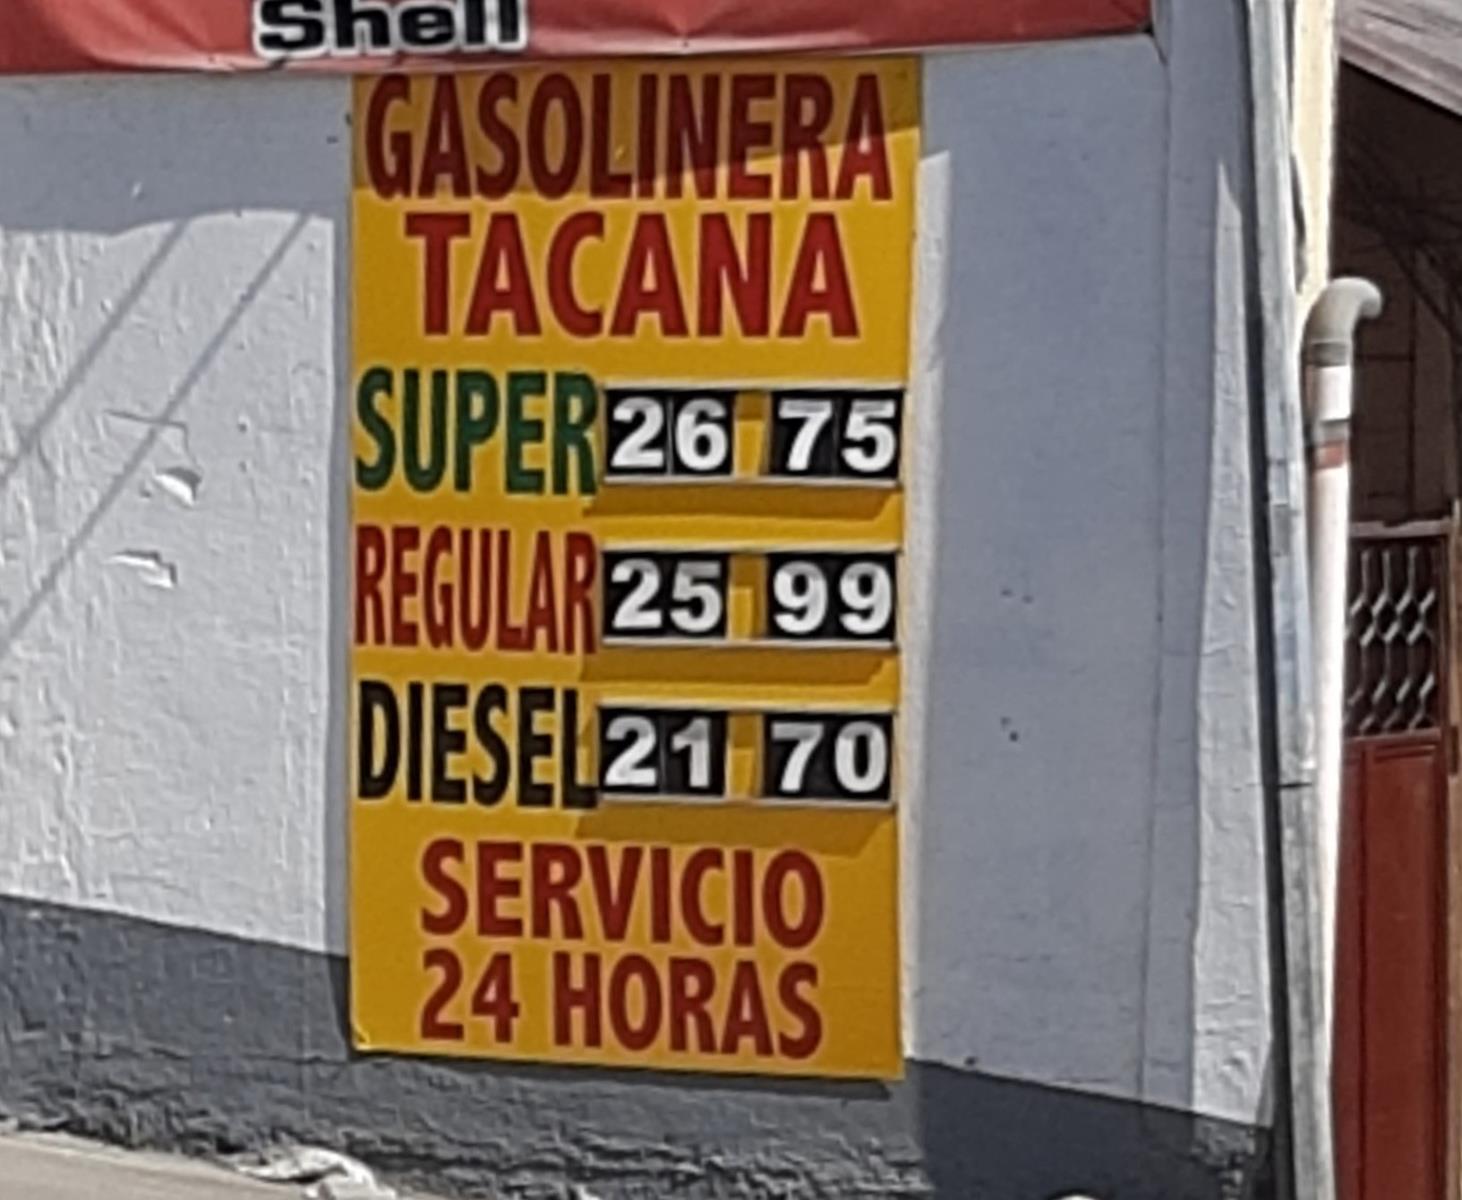 Shell
GASOLINERA
TACANA
SUPER 26 75
REGULAR 25 99
DIESEL 21 70
SERVICIO
24 HORAS